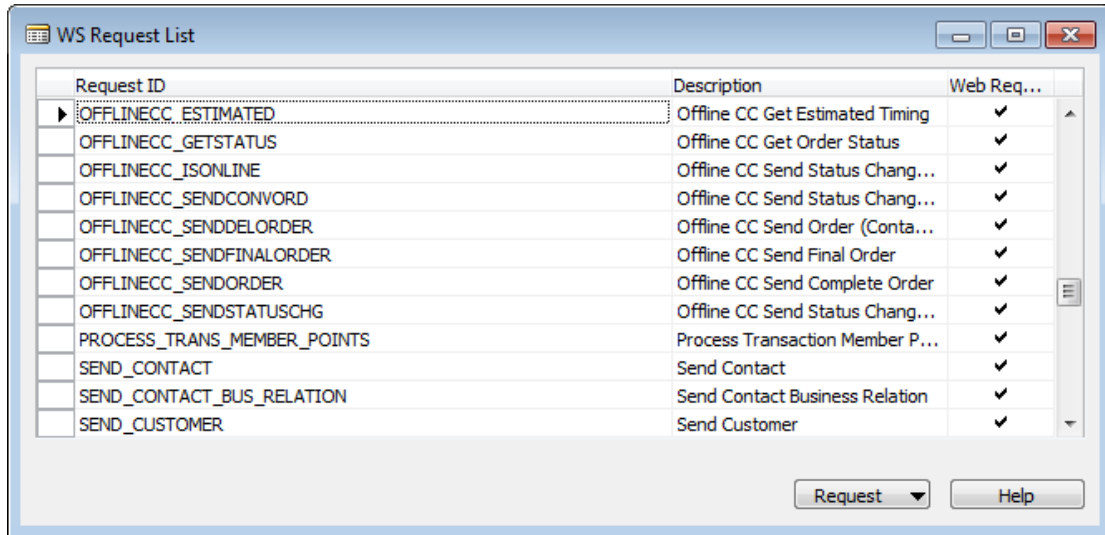 WS Request List
Request ID Description Web Req...
OFFLINECC_ESTIMATED Offline CC Get Estimated Timing
OFFLINECC_GETSTATUS Offline CC Get Order Status
OFFLINECC_ISONLINE Offline CC Send Status Chang...
OFFLINECC_SENDCONVORD Offline CC Send Status Chang...
OFFLINECC_SENDDELORDER Offline CC Send Order (Conta...
OFFLINECC_SENDFINALORDER Offline CC Send Final Order
OFFLINECC_SENDORDER Offline CC Send Complete Order
OFFLINECC_SENDSTATUSCHG Offline CC Send Status Chang...
PROCESS_TRANS_MEMBER_POINTS Process Transaction Member P...
SEND_CONTACT Send Contact
SEND_CONTACT_BUS_RELATION Send Contact Business Relation
SEND_CUSTOMER Send Customer
Request Help